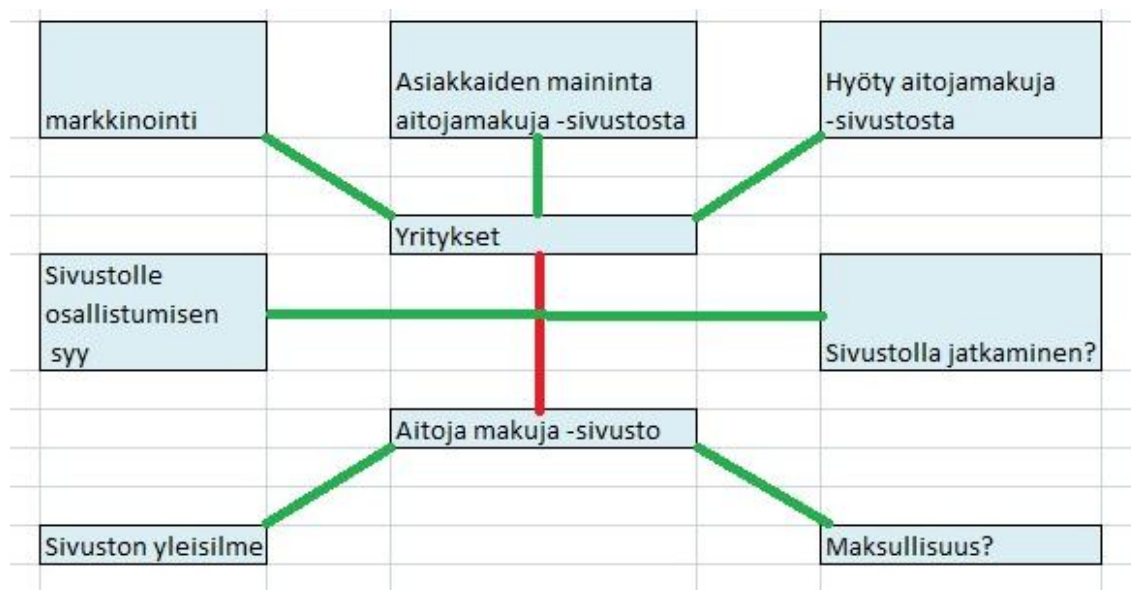 markkinointi
Asiakkaiden maininta
aitojamakuja -sivustosta
Hyöty aitojamakuja
-sivustosta
Yritykset
Sivustolle
osallistumisen
syy
Sivustolla jatkaminen?
Aitoja makuja -sivusto
Sivuston yleisilme
Maksullisuus?